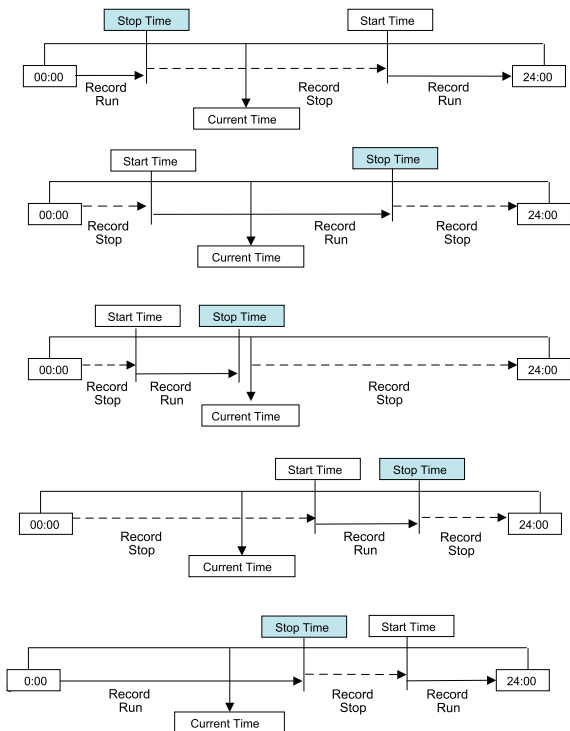 Stop Time Start Time
00:00 24:00
Record Run Record Stop Record Run
Current Time
Start Time Stop Time
00:00 24:00
Record Stop Record Run Record Stop
Current Time
Start Time Stop Time
00:00 24:00
Record Stop Record Run Record Stop
Current Time
Start Time Stop Time
00:00 24:00
Record Stop Record Run Record Stop
Current Time
Stop Time Start Time
0:00 24:00
Record Run Record Stop Record Run
Current Time